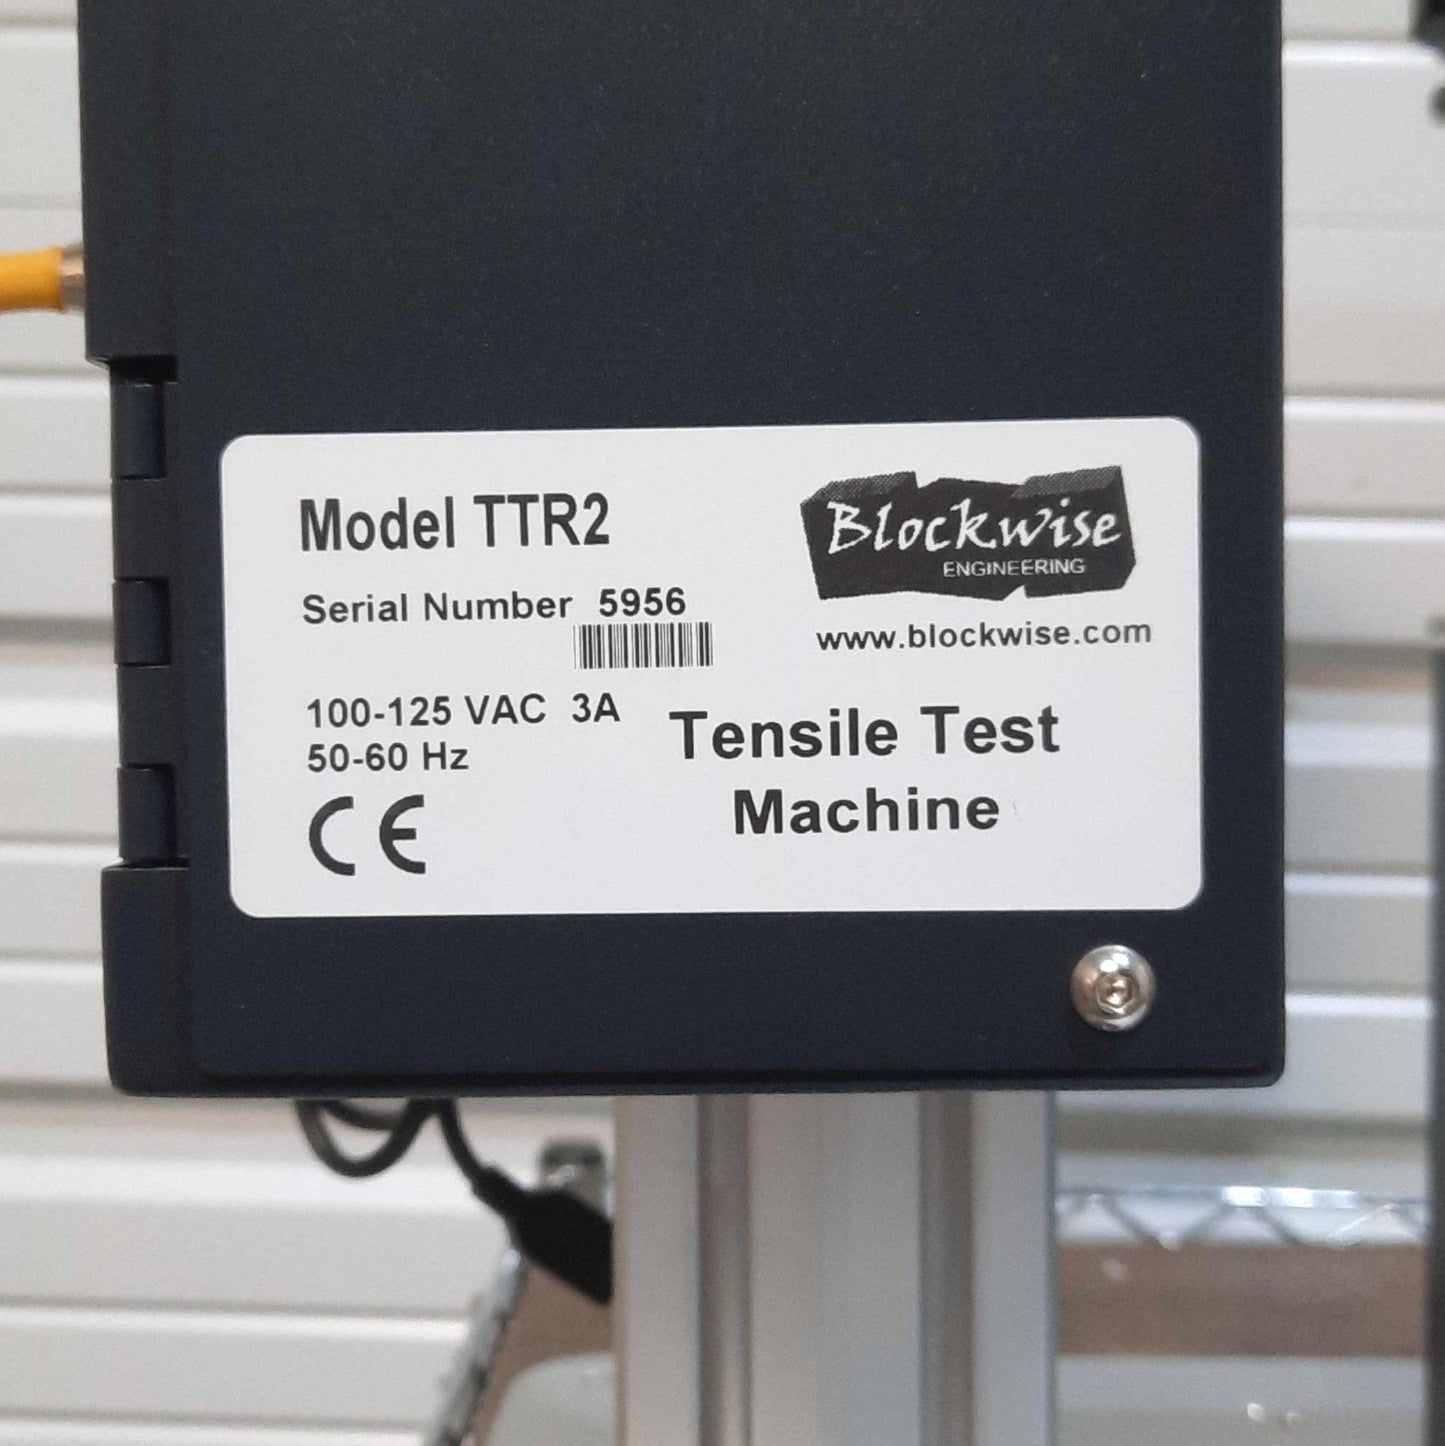 Model TTR2
Serial Number 5956
100-125 VAC 3A
50-60 Hz
CE
Blockwise
ENGINEERING
www.blockwise.com
Tensile Test
Machine